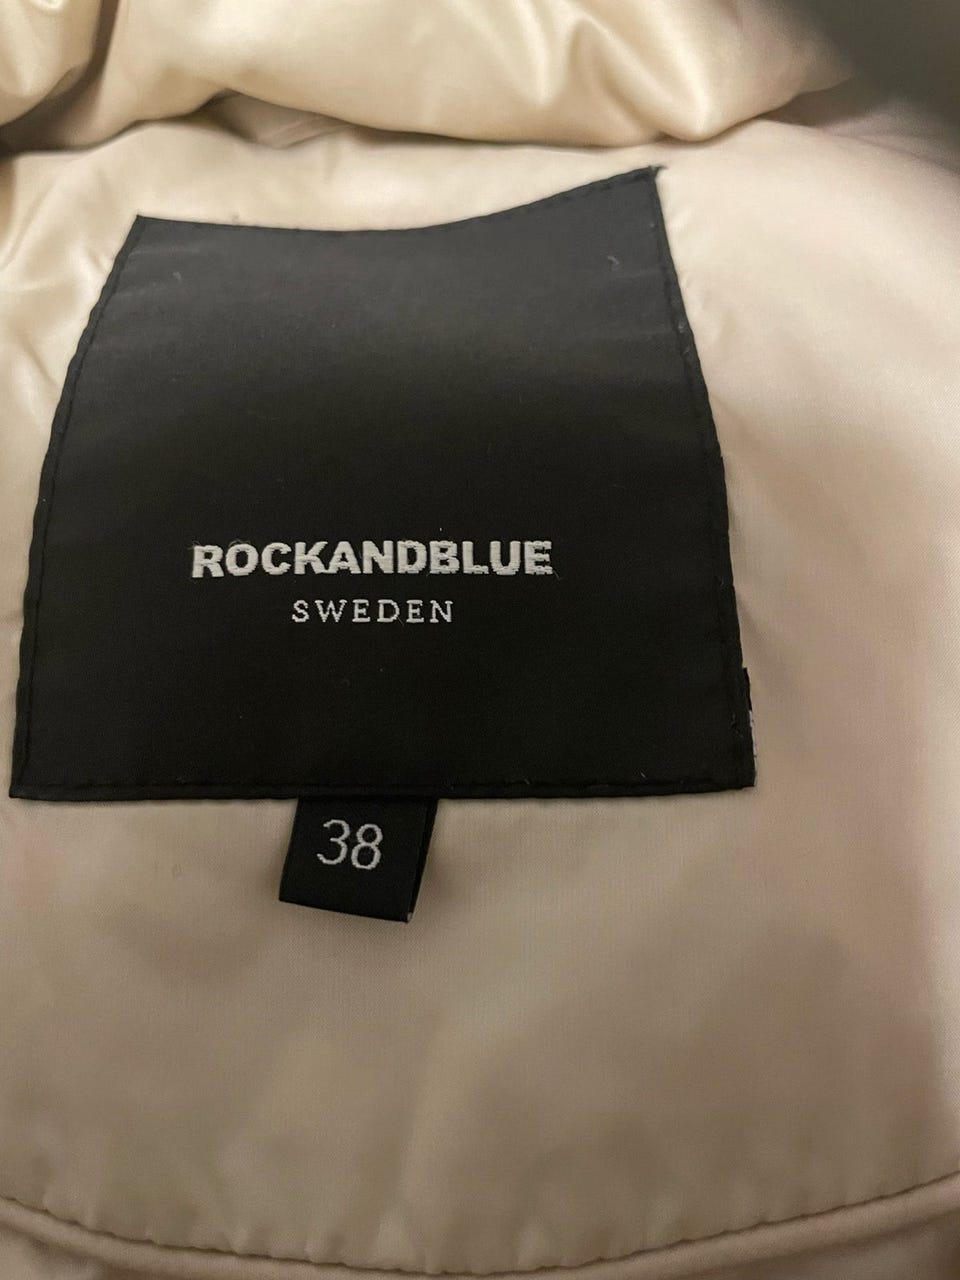 ROCKANDBLUE
SWEDEN
38